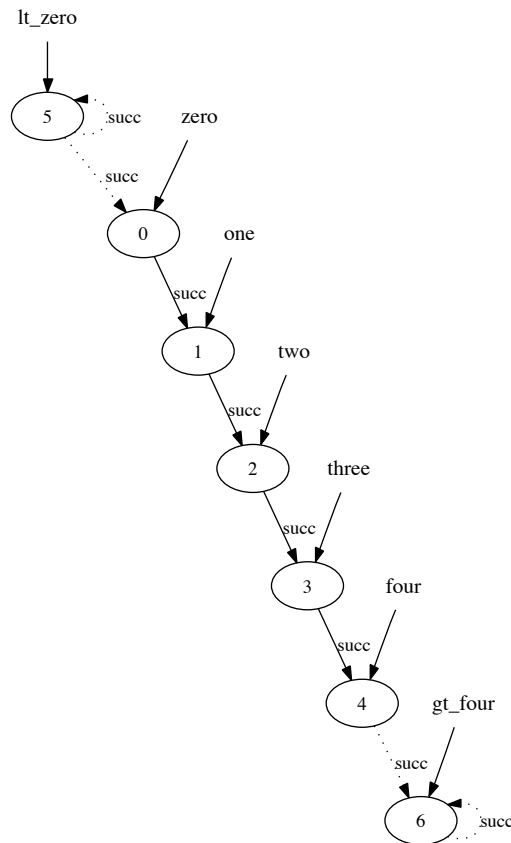 lt_zero
5
succ
zero
succ
0
one
succ
1
two
succ
2
three
succ
3
four
succ
4
gt_four
succ
6
succ